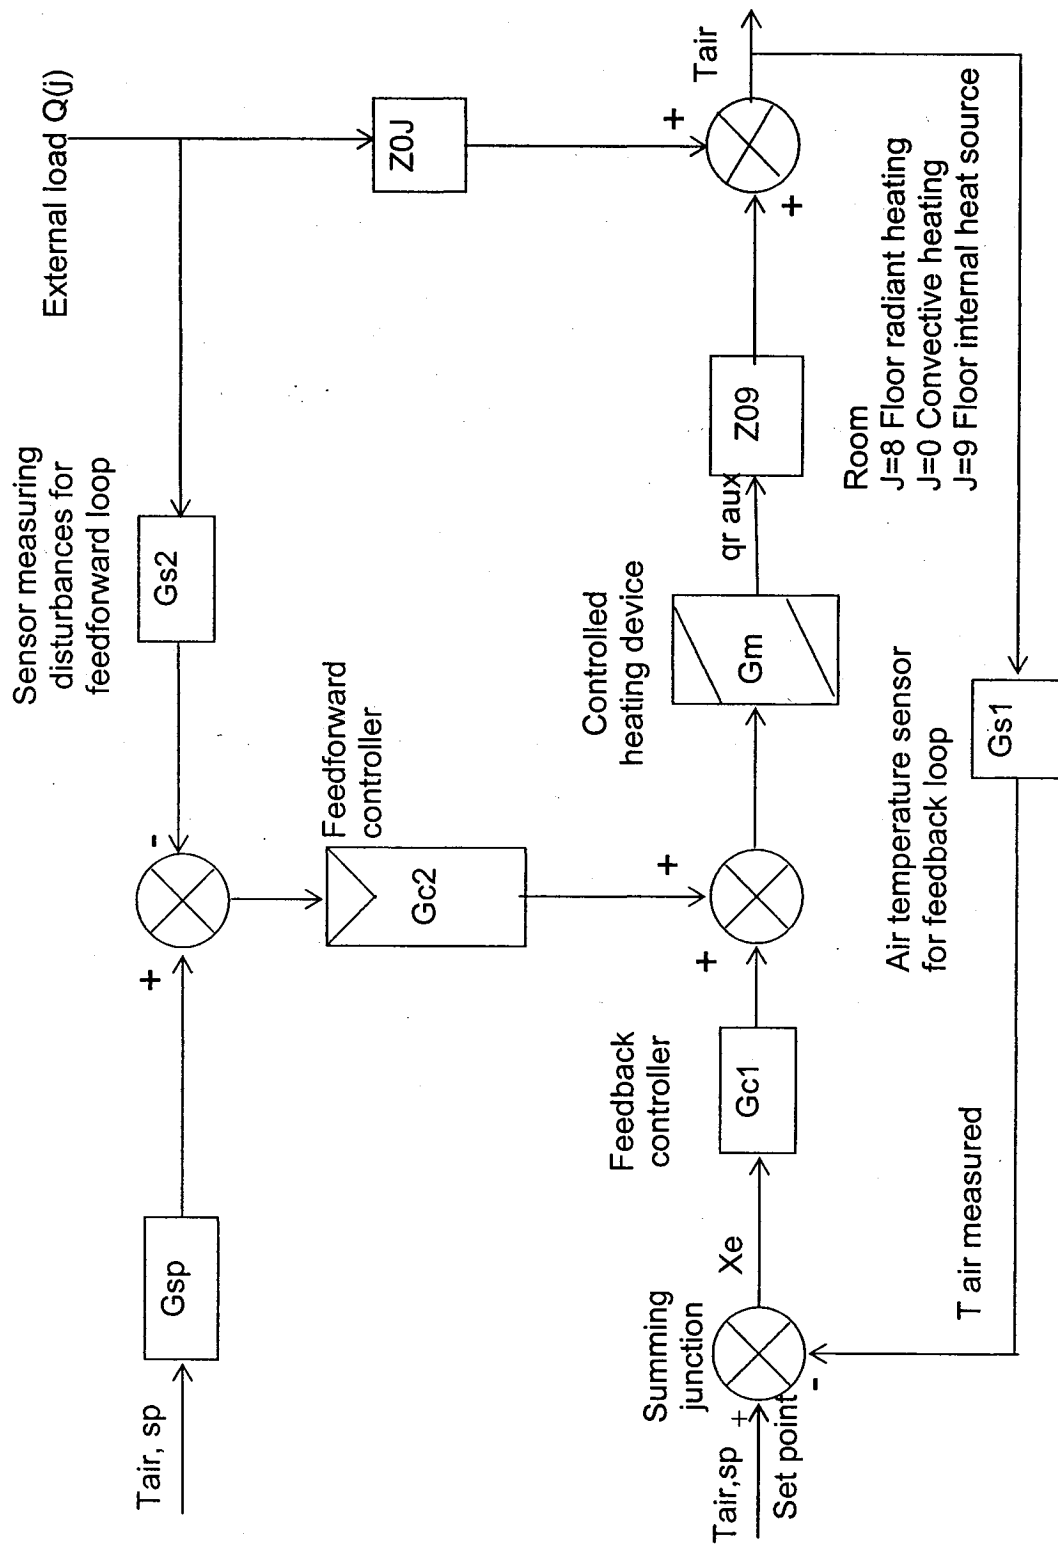 External load Q(j)
Sensor measuring
disturbances for
feedforward loop
Gs2
Z0J
Tair, sp
Gsp
+
-
Feedforward
controller
Gc2
+
+
Tair
Controlled
heating device
Gm
qr aux
Z09
+
Feedback
controller
Gc1
+
Summing
junction
Tair,sp
+
Set point
-
Xe
Room
J=8 Floor radiant heating
J=0 Convective heating
J=9 Floor internal heat source
Air temperature sensor
for feedback loop
Gs1
T air measured